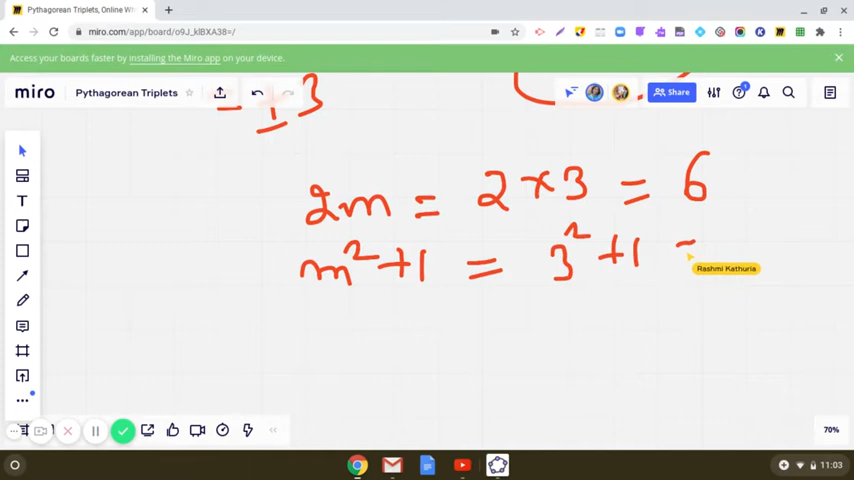 Pythagorean Triplets, Online Wh
miro.com/app/board/o9J_klBXA38=/
Access your boards faster by installing the Miro app on your device.
miro Pythagorean Triplets Share
± 3
2m = 2 × 3 = 6
m²+1 = 3²+1 =
Rashmi Kathuria
70%
11:03